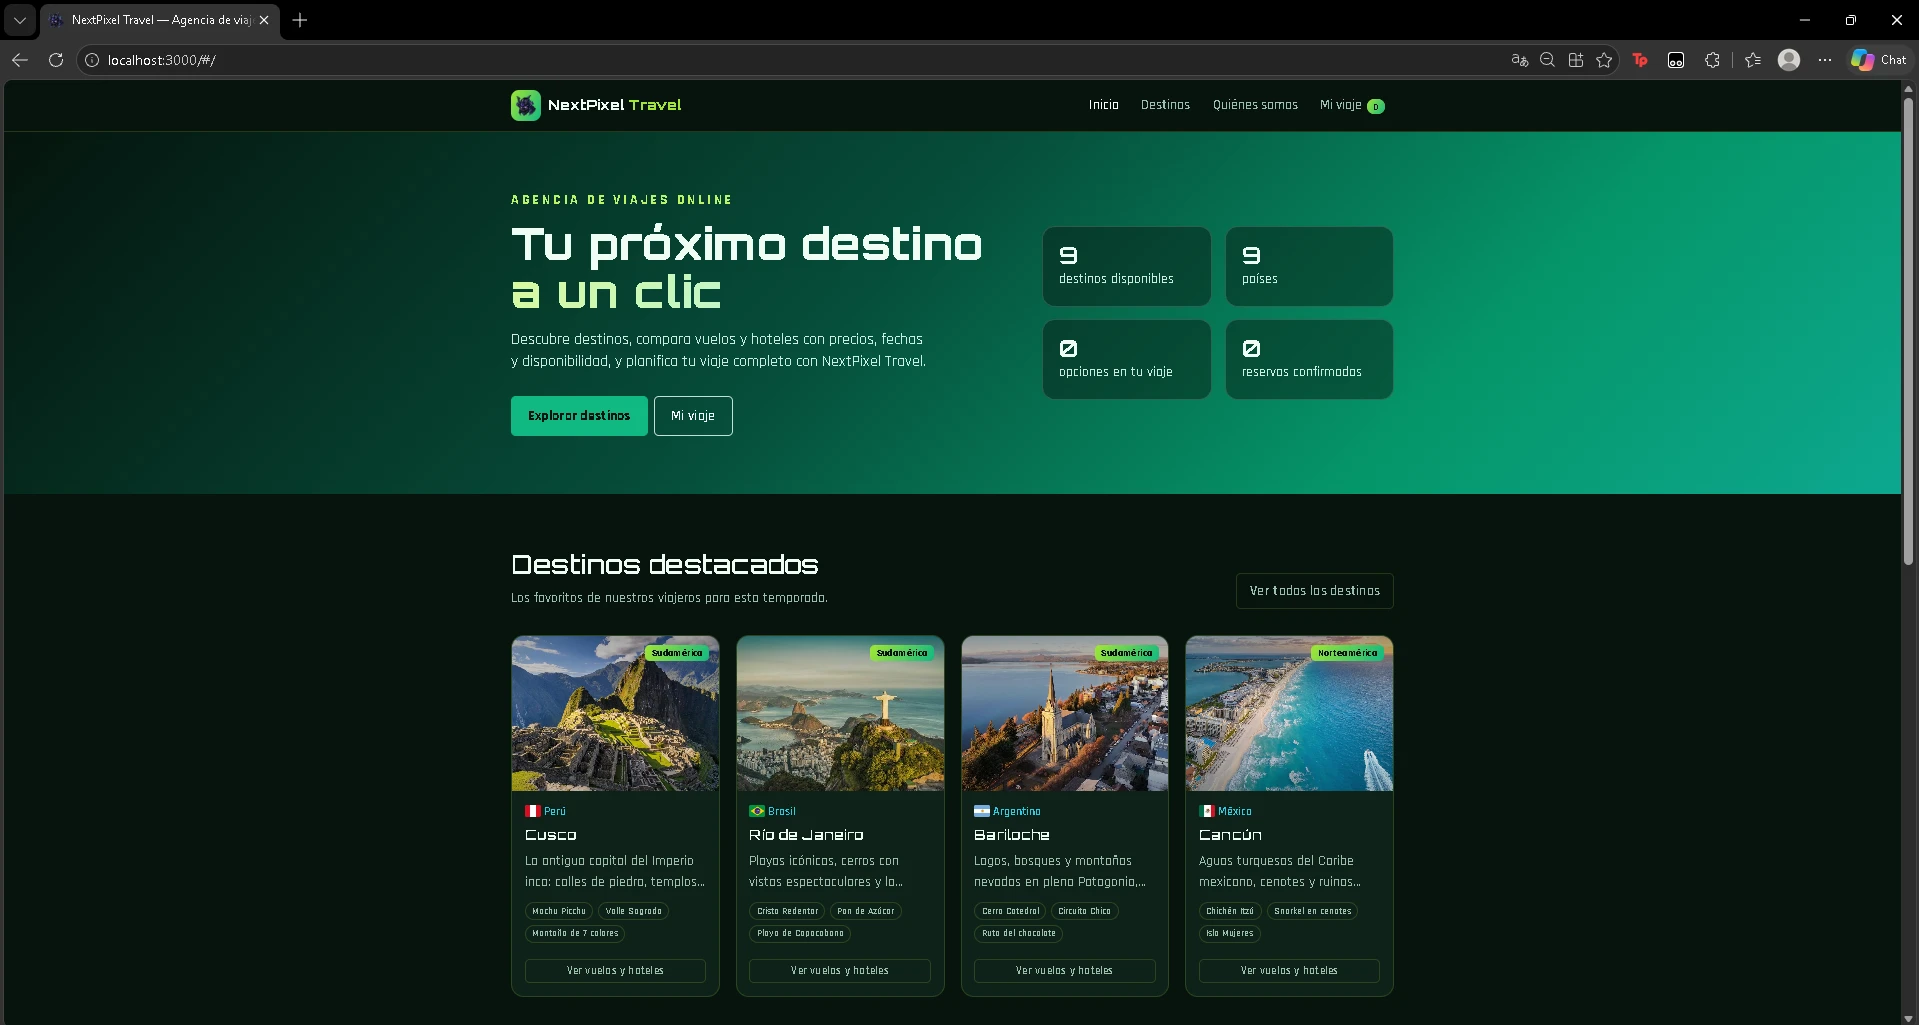 NextPixel Travel — Agencia de viaj
localhost:3000/#/
Chat
NextPixel Travel
Inicio
Destinos
Quiénes somos
Mi viaje 0
AGENCIA DE VIAJES ONLINE
Tu próximo destino
a un clic
Descubre destinos, compara vuelos y hoteles con precios, fechas
y disponibilidad, y planifica tu viaje completo con NextPixel Travel.
Explorar destinos
Mi viaje
9
destinos disponibles
9
países
0
opciones en tu viaje
0
reservas confirmadas
Destinos destacados
Los favoritos de nuestros viajeros para esta temporada.
Ver todos los destinos
Sudamérica
Perú
Cusco
La antigua capital del Imperio
inca: calles de piedra, templos...
Machu Picchu
Valle Sagrado
Montaña de 7 colores
Ver vuelos y hoteles
Sudamérica
Brasil
Río de Janeiro
Playas icónicas, cerros con
vistas espectaculares y la...
Cristo Redentor
Pan de Azúcar
Playa de Copacabana
Ver vuelos y hoteles
Sudamérica
Argentina
Bariloche
Lagos, bosques y montañas
nevadas en plena Patagonia,...
Cerro Catedral
Circuito Chico
Ruta del chocolate
Ver vuelos y hoteles
Norteamérica
México
Cancún
Aguas turquesas del Caribe
mexicano, cenotes y ruinas...
Chichén Itzá
Snorkel en cenotes
Isla Mujeres
Ver vuelos y hoteles